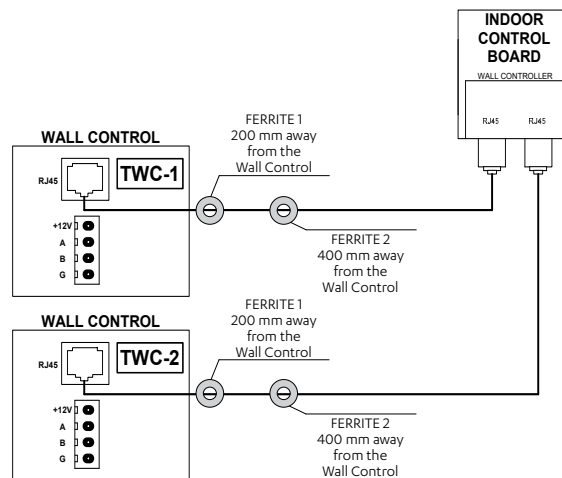 INDOOR
CONTROL
BOARD
WALL CONTROLLER
RJ45 RJ45
FERRITE 1
200 mm away
from the
Wall Control
WALL CONTROL
RJ45
TWC-1
+12V
A
B
G
FERRITE 2
400 mm away
from the
Wall Control
FERRITE 1
200 mm away
from the
Wall Control
WALL CONTROL
RJ45
TWC-2
+12V
A
B
G
FERRITE 2
400 mm away
from the
Wall Control